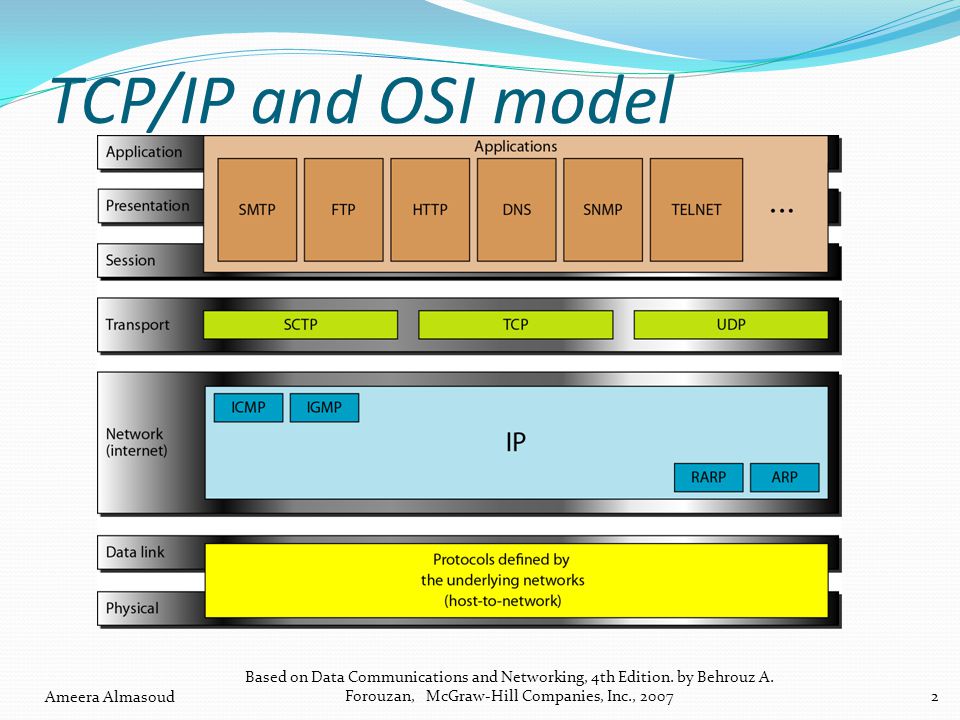 TCP/IP and OSI model
Application
Applications
Presentation
SMTP
FTP
HTTP
DNS
SNMP
TELNET
...
Session
Transport
SCTP
TCP
UDP
ICMP
IGMP
Network
(internet)
IP
RARP
ARP
Data link
Protocols defined by
the underlying networks
(host-to-network)
Physical
Ameera Almasoud
Based on Data Communications and Networking, 4th Edition. by Behrouz A.
Forouzan, McGraw-Hill Companies, Inc., 2007
2